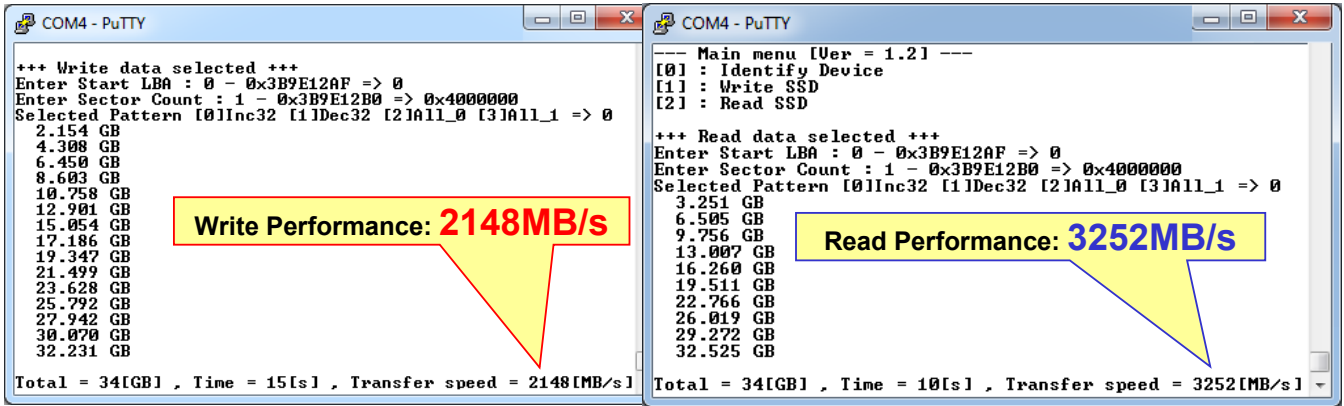 COM4 - PuTTY
+++ Write data selected +++
Enter Start LBA : 0 - 0x3B9E12AF => 0
Enter Sector Count : 1 - 0x3B9E12B0 => 0x4000000
Selected Pattern [0]Inc32 [1]Dec32 [2]All_0 [3]All_1 => 0
2.154 GB
4.308 GB
6.450 GB
8.603 GB
10.758 GB
12.901 GB
15.054 GB
17.186 GB
19.347 GB
21.499 GB
23.628 GB
25.792 GB
27.942 GB
30.070 GB
32.231 GB
Total = 34[GB] , Time = 15[s] , Transfer speed = 2148[MB/s]
Write Performance: 2148MB/s
COM4 - PuTTY
--- Main menu [Ver = 1.2] ---
[0] : Identify Device
[1] : Write SSD
[2] : Read SSD
+++ Read data selected +++
Enter Start LBA : 0 - 0x3B9E12AF => 0
Enter Sector Count : 1 - 0x3B9E12B0 => 0x4000000
Selected Pattern [0]Inc32 [1]Dec32 [2]All_0 [3]All_1 => 0
3.251 GB
6.505 GB
9.756 GB
13.007 GB
16.260 GB
19.511 GB
22.766 GB
26.019 GB
29.272 GB
32.525 GB
Total = 34[GB] , Time = 10[s] , Transfer speed = 3252[MB/s]
Read Performance: 3252MB/s